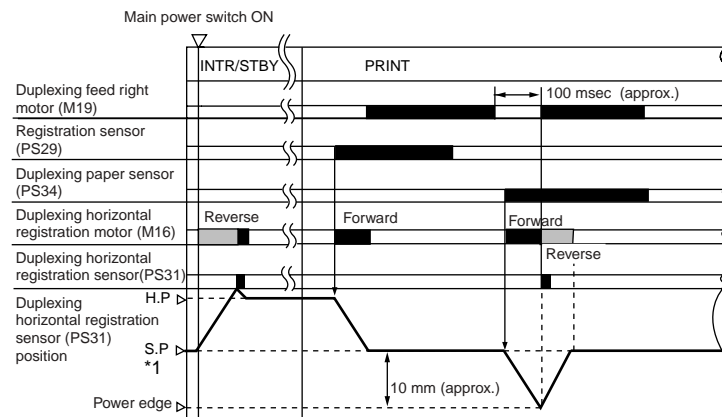 Main power switch ON
INTR/STBY
PRINT
Duplexing feed right
motor (M19)
100 msec (approx.)
Registration sensor
(PS29)
Duplexing paper sensor
(PS34)
Duplexing horizontal
registration motor (M16)
Reverse
Forward
Forward
Reverse
Duplexing horizontal
registration sensor(PS31)
H.P
Duplexing
horizontal registration
sensor (PS31)
position
S.P
*1
10 mm (approx.)
Power edge